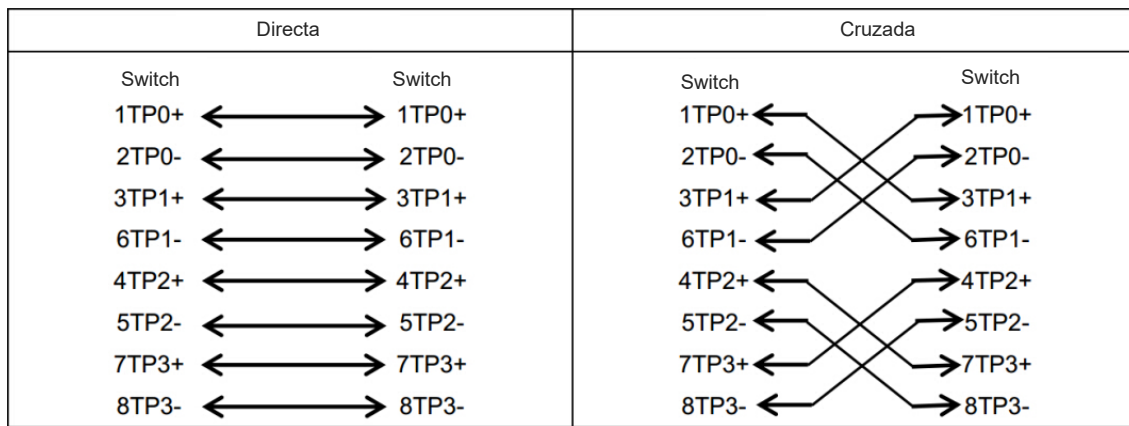 Directa
Cruzada
Switch Switch
1TP0+ 1TP0+
2TP0- 2TP0-
3TP1+ 3TP1+
6TP1- 6TP1-
4TP2+ 4TP2+
5TP2- 5TP2-
7TP3+ 7TP3+
8TP3- 8TP3-
Switch Switch
1TP0+ 1TP0+
2TP0- 2TP0-
3TP1+ 3TP1+
6TP1- 6TP1-
4TP2+ 4TP2+
5TP2- 5TP2-
7TP3+ 7TP3+
8TP3- 8TP3-